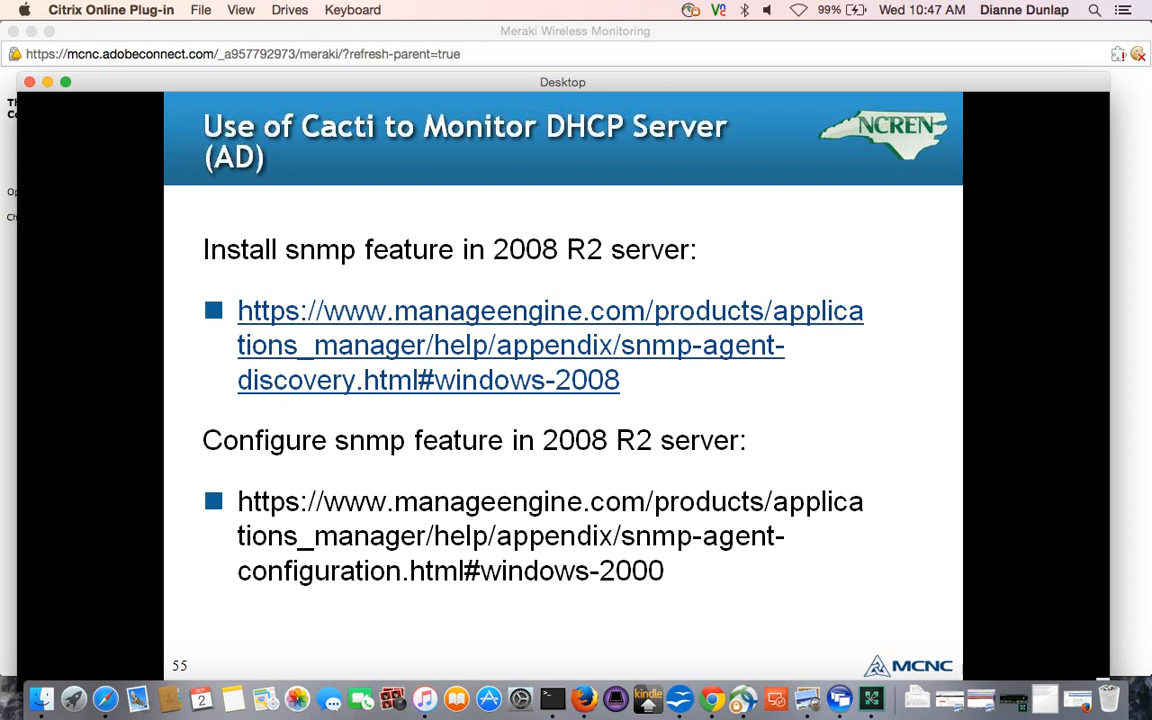 Citrix Online Plug-in File View Drives Keyboard 99% Wed 10:47 AM Dianne Dunlap
Meraki Wireless Monitoring
https://mcnc.adobeconnect.com/_a957792973/meraki/?refresh-parent=true
Desktop
Use of Cacti to Monitor DHCP Server
(AD)
NCREN
Install snmp feature in 2008 R2 server:
https://www.manageengine.com/products/applica
tions_manager/help/appendix/snmp-agent-
discovery.html#windows-2008
Configure snmp feature in 2008 R2 server:
https://www.manageengine.com/products/applica
tions_manager/help/appendix/snmp-agent-
configuration.html#windows-2000
55
MCNC
2
kindle